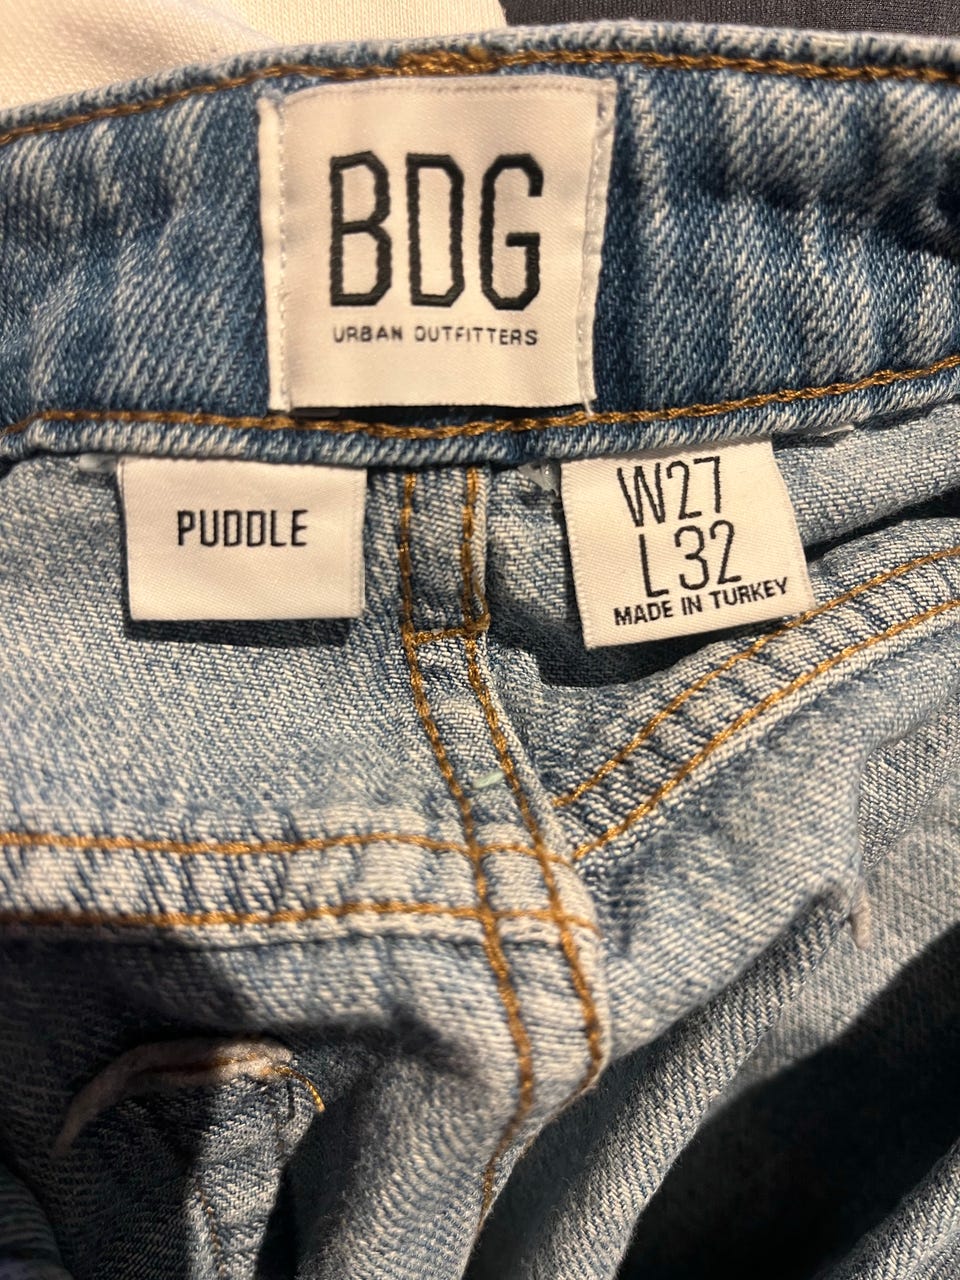 BDG
URBAN OUTFITTERS
PUDDLE
W27
L32
MADE IN TURKEY